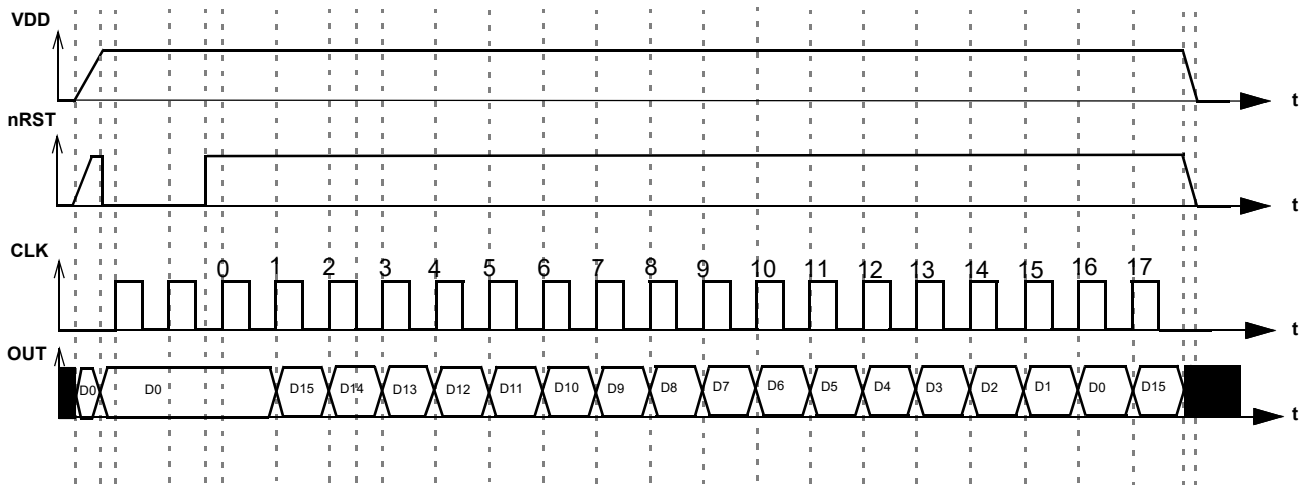 VDD
t
nRST
t
CLK
0 1 2 3 4 5 6 7 8 9 10 11 12 13 14 15 16 17
t
OUT
D0 D0 D15 D14 D13 D12 D11 D10 D9 D8 D7 D6 D5 D4 D3 D2 D1 D0 D15
t